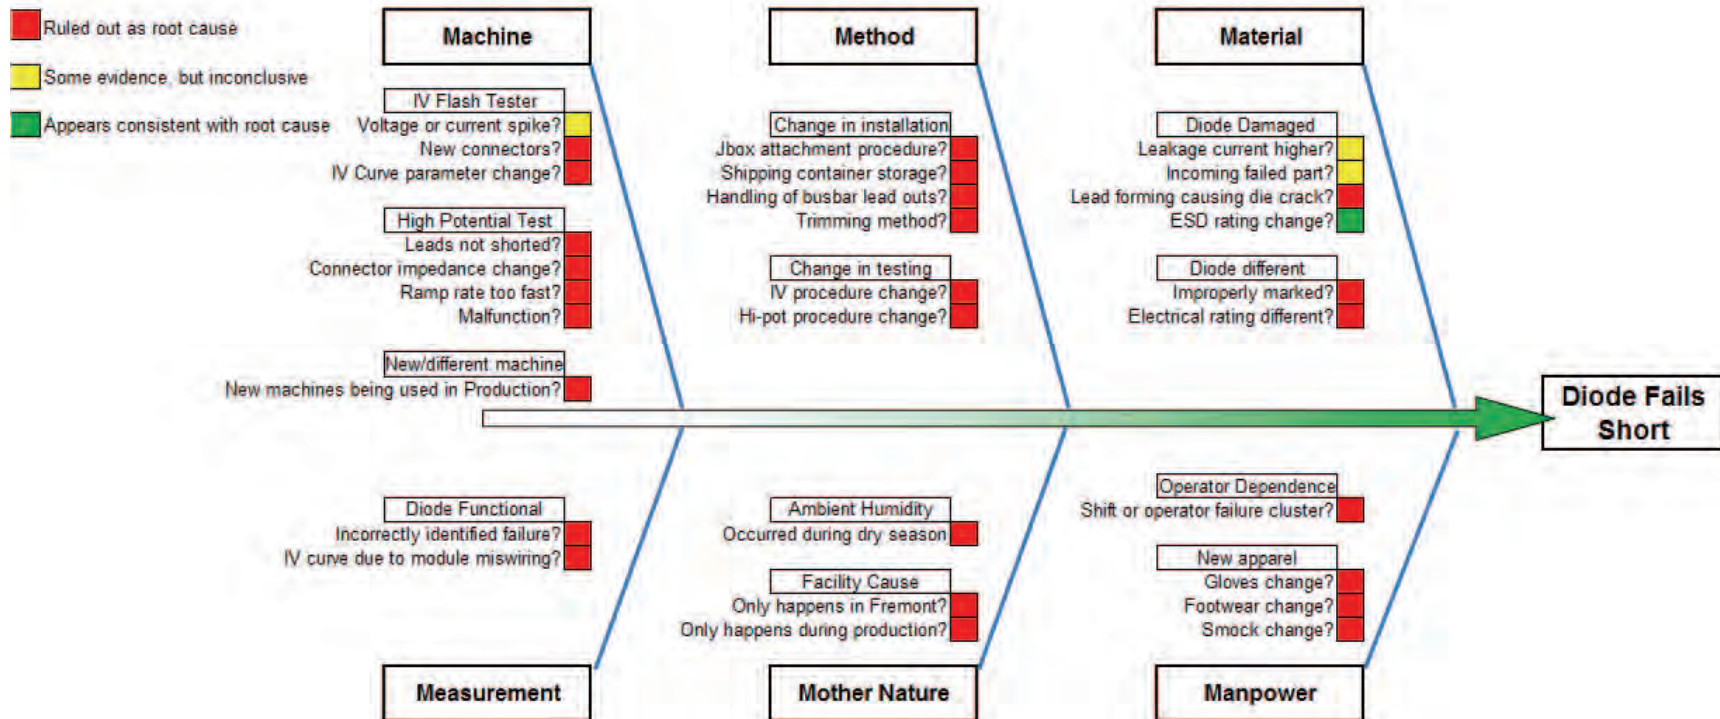 Ruled out as root cause
Some evidence, but inconclusive
Appears consistent with root cause
Machine
IV Flash Tester
Voltage or current spike?
New connectors?
IV Curve parameter change?
High Potential Test
Leads not shorted?
Connector impedance change?
Ramp rate too fast?
Malfunction?
New/different machine
New machines being used in Production?
Method
Change in installation
Jbox attachment procedure?
Shipping container storage?
Handling of busbar lead outs?
Trimming method?
Change in testing
IV procedure change?
Hi-pot procedure change?
Material
Diode Damaged
Leakage current higher?
Incoming failed part?
Lead forming causing die crack?
ESD rating change?
Diode different
Improperly marked?
Electrical rating different?
Diode Fails
Short
Diode Functional
Incorrectly identified failure?
IV curve due to module miswiring?
Measurement
Ambient Humidity
Occurred during dry season
Facility Cause
Only happens in Fremont?
Only happens during production?
Mother Nature
Operator Dependence
Shift or operator failure cluster?
New apparel
Gloves change?
Footwear change?
Smock change?
Manpower